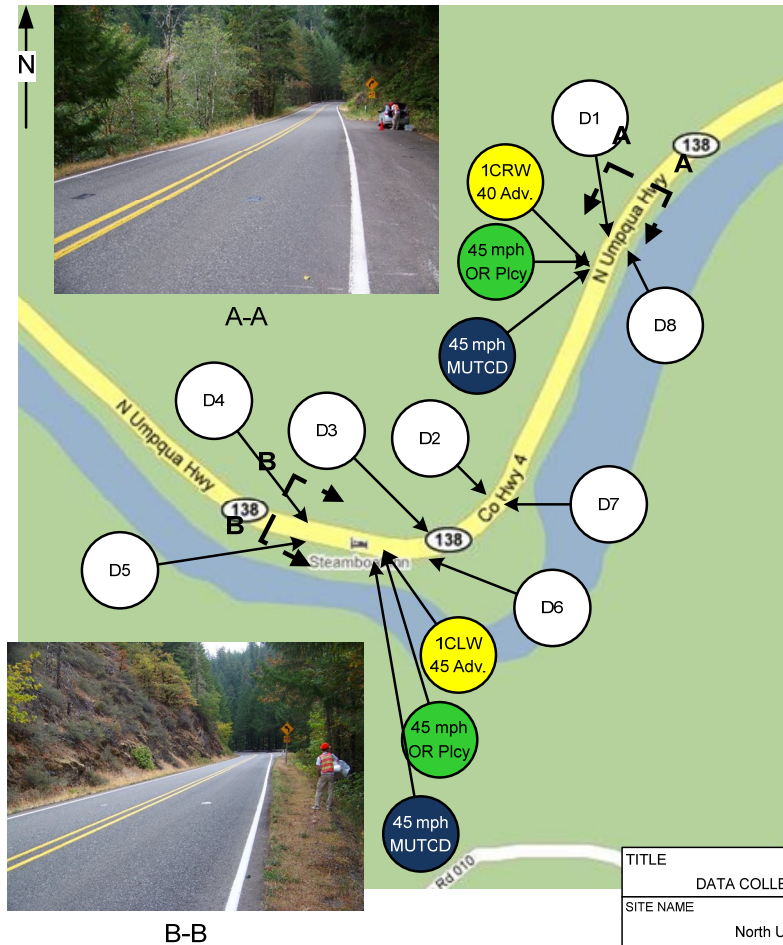 N
A-A
D1
A
A
138
1CRW
40 Adv.
45 mph
OR Plcy
45 mph
MUTCD
N Umpqua Hwy
D8
D4
D3
D2
B
N Umpqua Hwy
138
B
Co Hwy 4
D7
138
D5
Steamboat Inn
D6
1CLW
45 Adv.
45 mph
OR Plcy
45 mph
MUTCD
Rd 010
B-B
TITLE
DATA COLLE
SITE NAME
North U